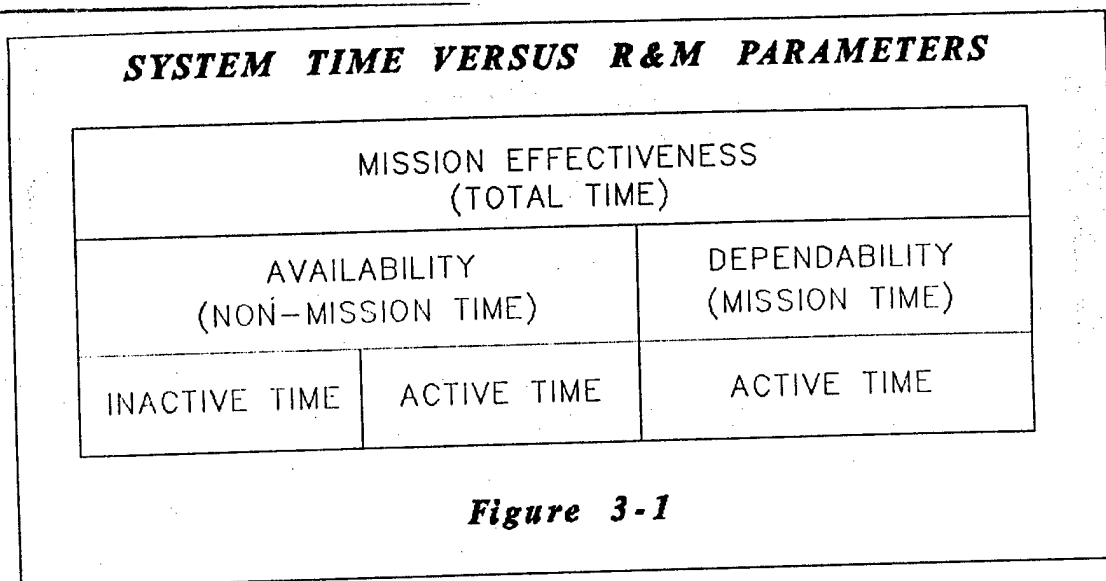 SYSTEM TIME VERSUS R&M PARAMETERS
MISSION EFFECTIVENESS
(TOTAL TIME)
AVAILABILITY
(NON-MISSION TIME)
DEPENDABILITY
(MISSION TIME)
INACTIVE TIME
ACTIVE TIME
ACTIVE TIME
Figure 3-1